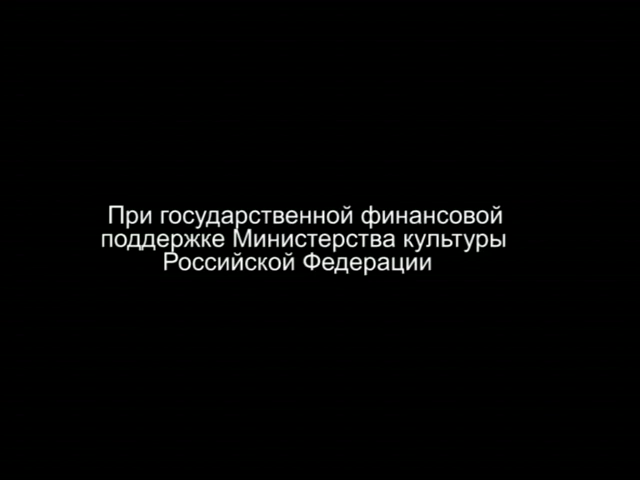 При государственной финансовой
поддержке Министерства культуры
Российской Федерации